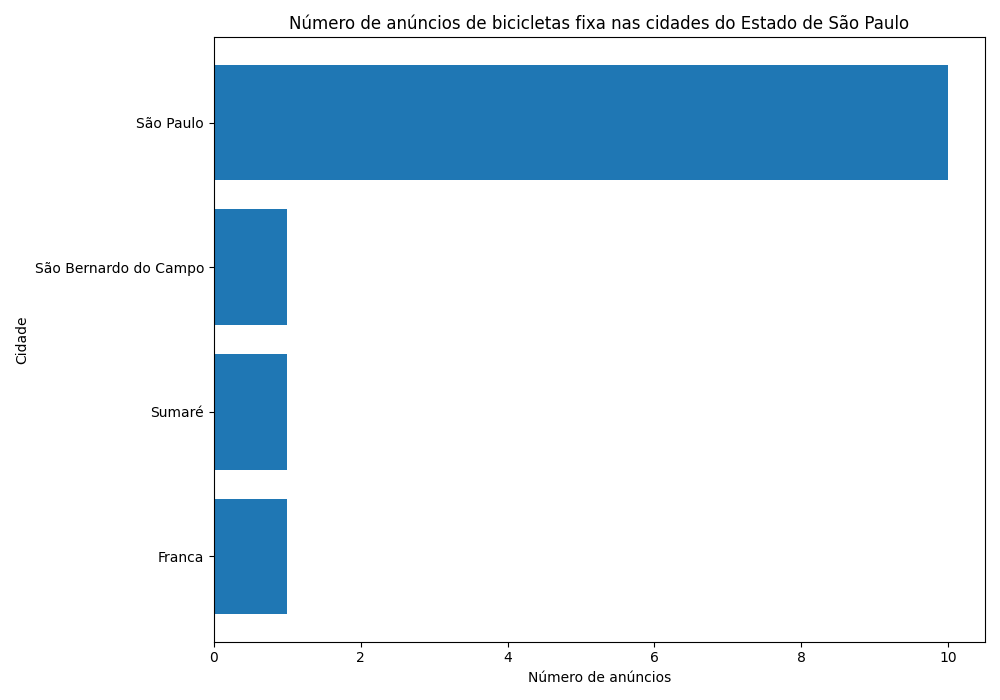 Número de anúncios de bicicletas fixa nas cidades do Estado de São Paulo
Cidade
São Paulo
São Bernardo do Campo
Sumaré
Franca
0 2 4 6 8 10
Número de anúncios